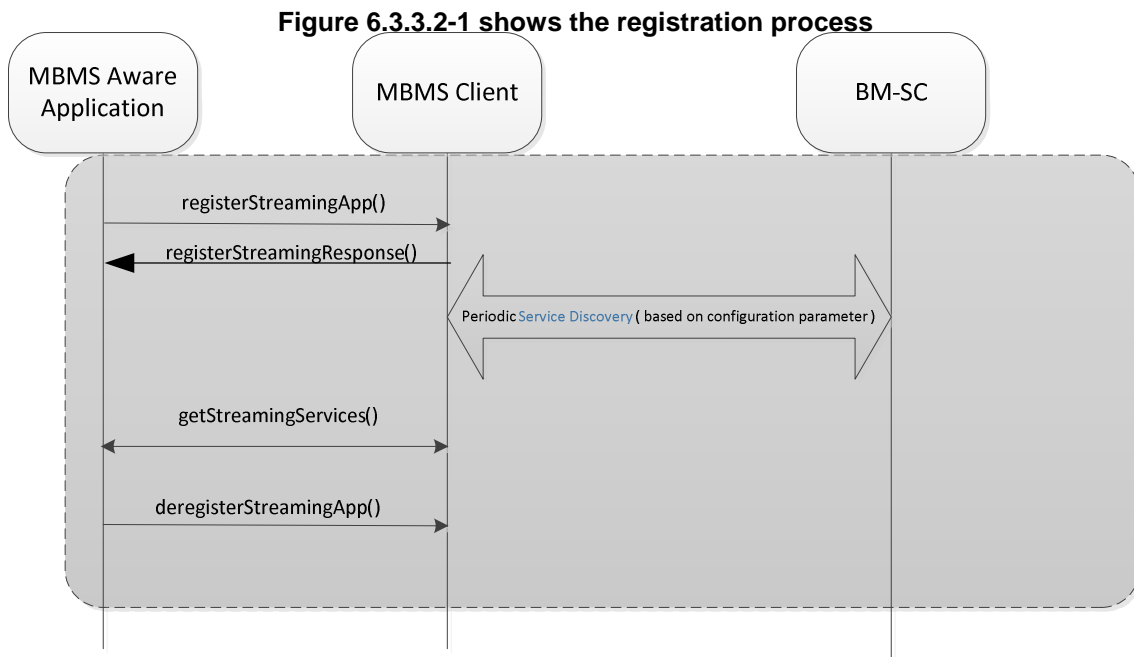 Figure 6.3.3.2-1 shows the registration process
MBMS Aware
Application
MBMS Client
BM-SC
registerStreamingApp()
registerStreamingResponse()
Periodic Service Discovery ( based on configuration parameter )
getStreamingServices()
deregisterStreamingApp()